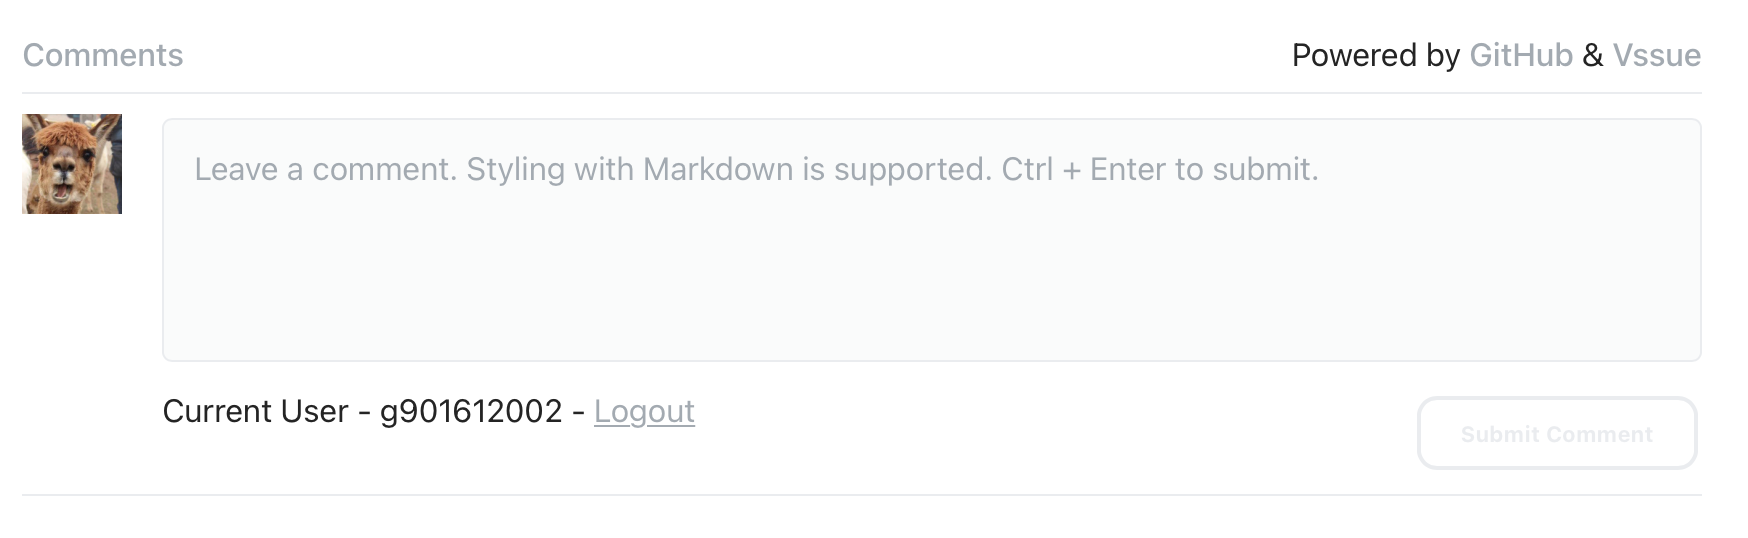 Comments
Powered by GitHub & Vssue
Leave a comment. Styling with Markdown is supported. Ctrl + Enter to submit.
Current User - g901612002 - Logout
Submit Comment